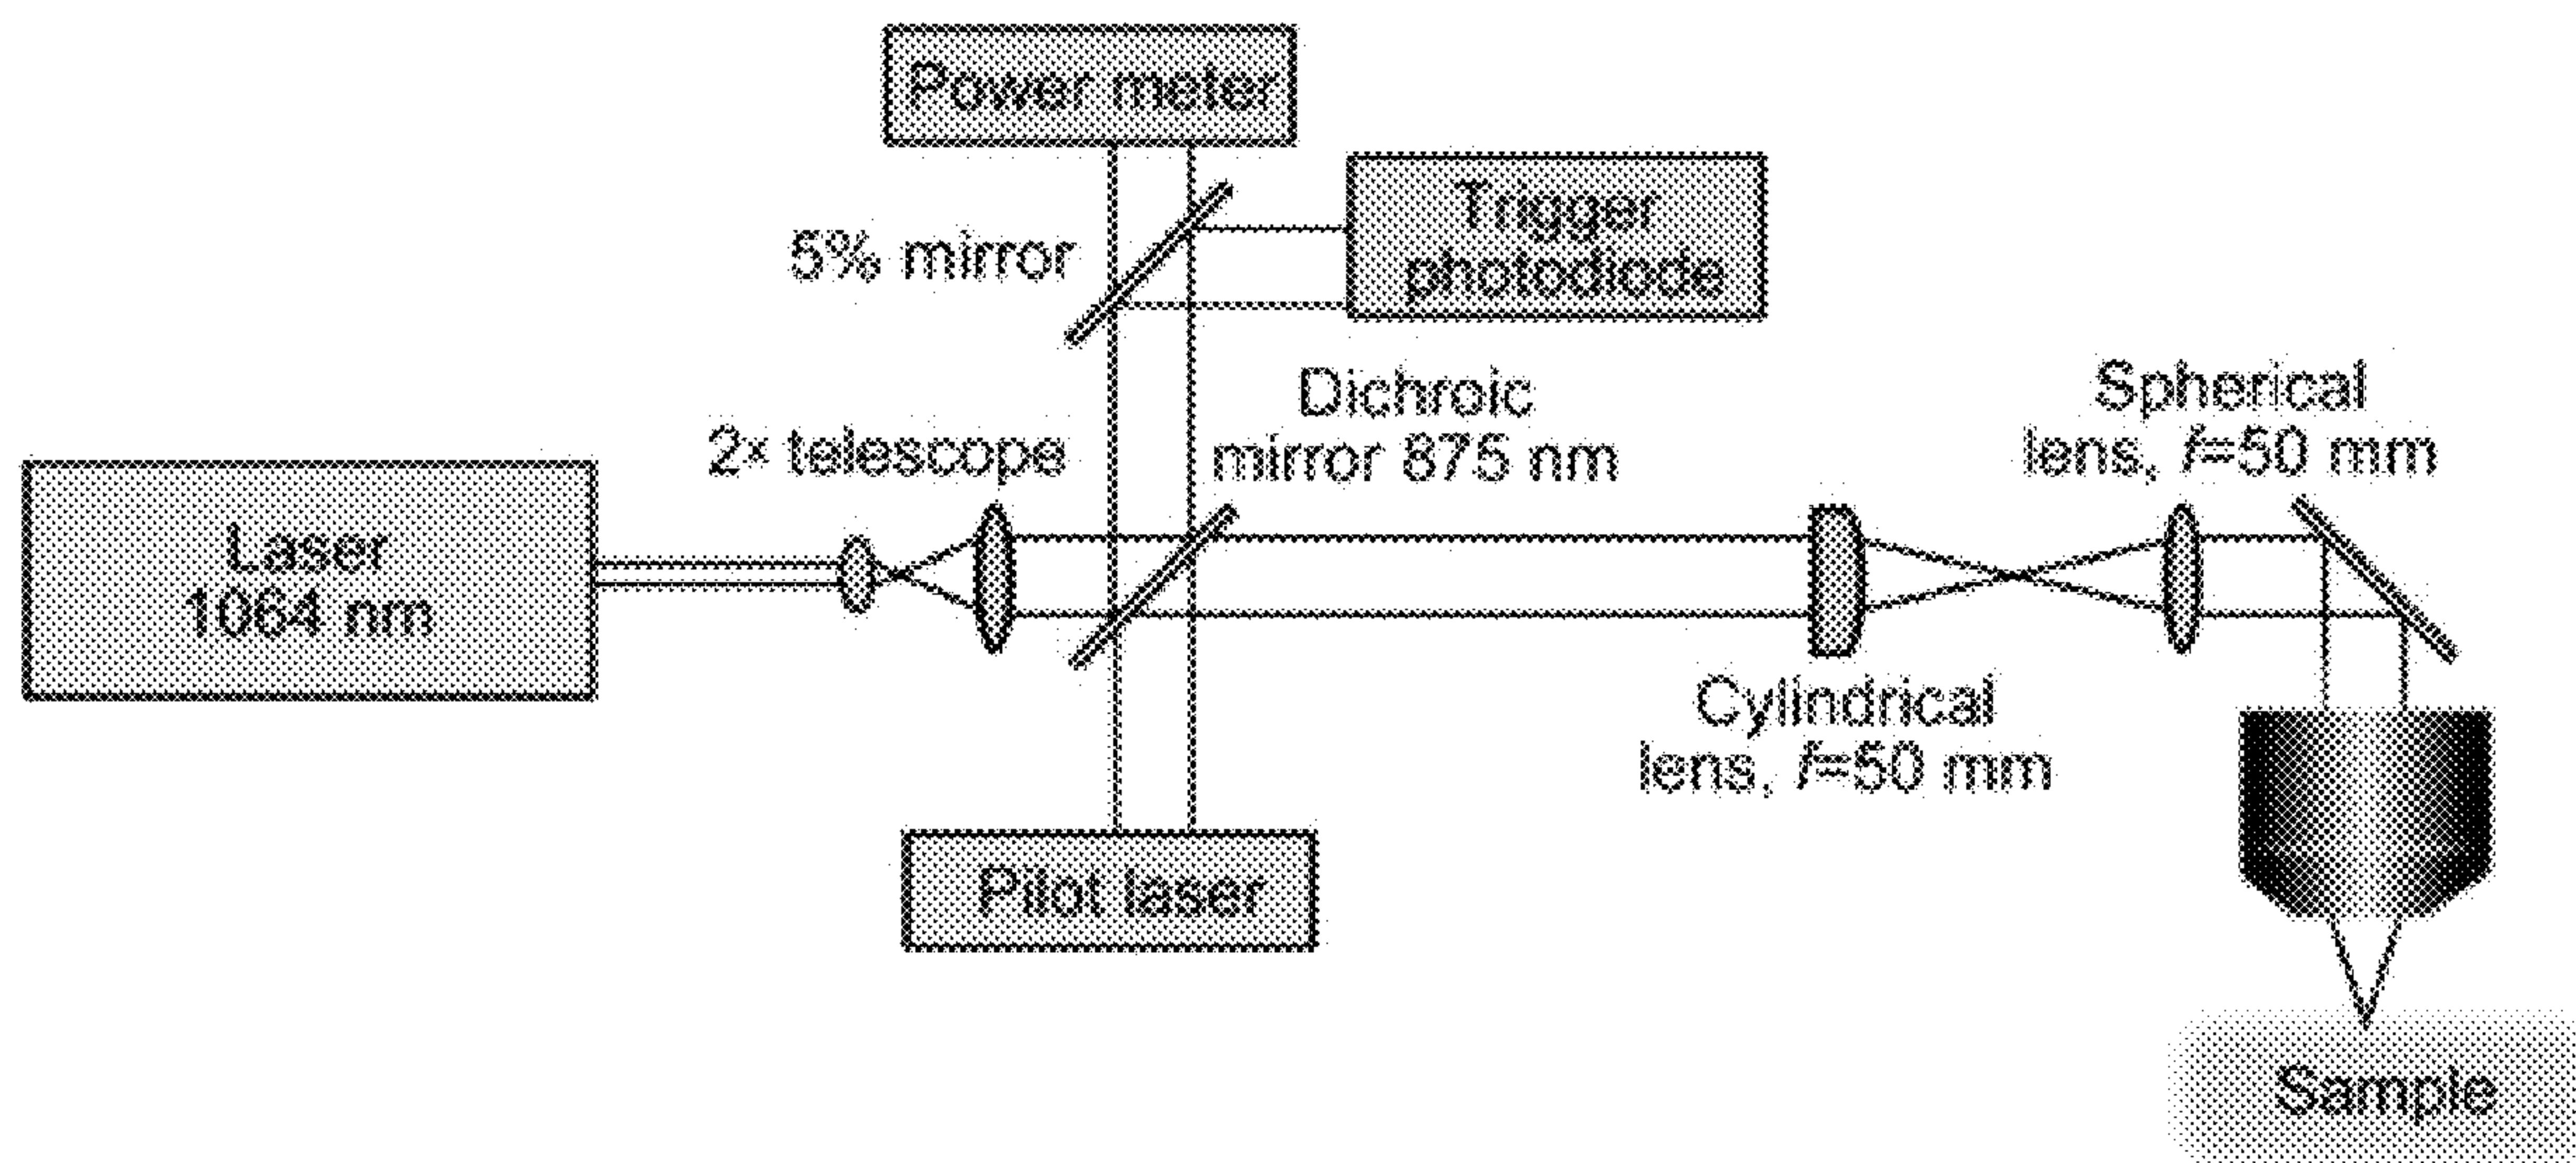 Power meter
Trigger
photodiode
5% mirror
Dichroic
mirror 875 nm
Spherical
lens, f=50 mm
2× telescope
Laser
1064 nm
Cylindrical
lens, f=50 mm
Pilot laser
Sample